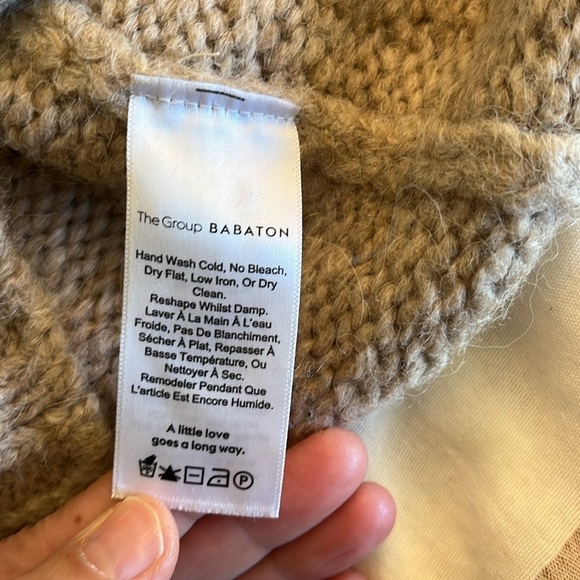 The Group BABATON
Hand Wash Cold, No Bleach,
Dry Flat, Low Iron, Or Dry
Clean.
Reshape Whilst Damp.
Laver À La Main À L'eau
Froide, Pas De Blanchiment,
Sécher À Plat, Repasser À
Basse Température, Ou
Nettoyer À Sec.
Remodeler Pendant Que
L'article Est Encore Humide.
A little love
goes a long way.
P